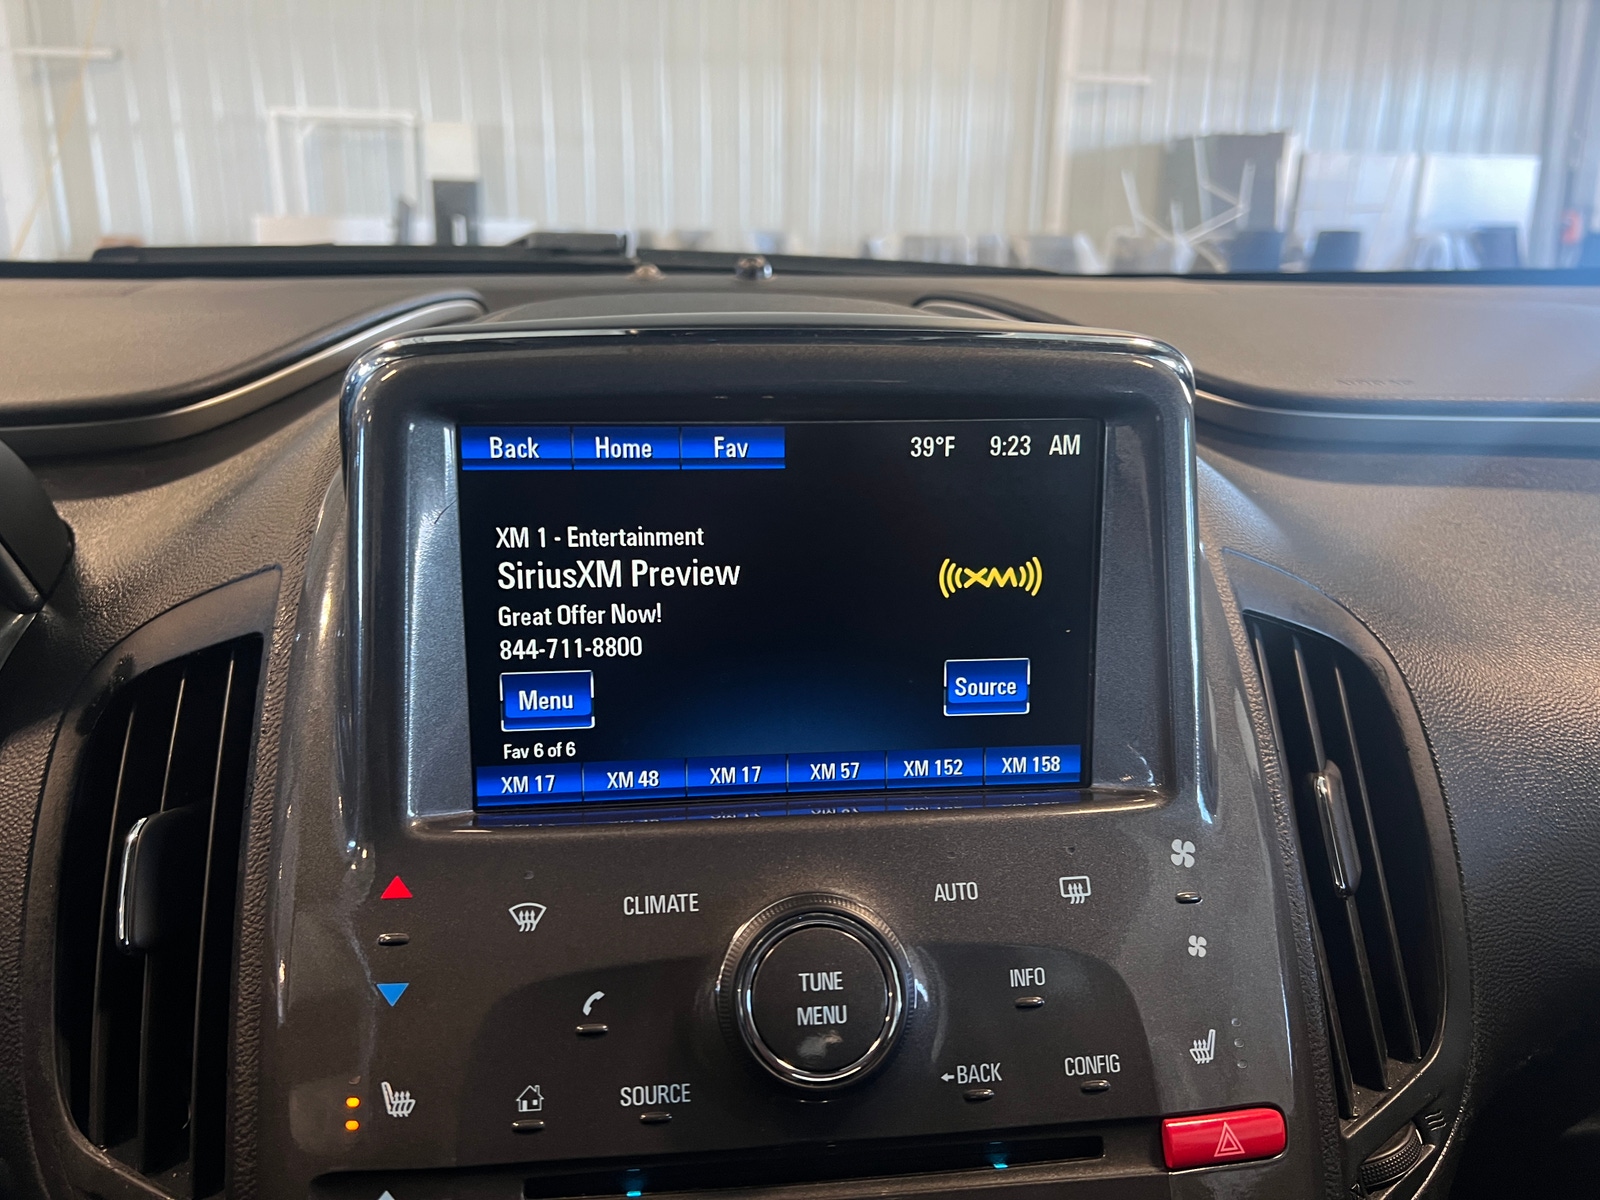 Back Home Fav 39°F 9:23 AM
XM 1 - Entertainment
SiriusXM Preview
Great Offer Now!
844-711-8800
((XM))
Menu
Source
Fav 6 of 6
XM 17 XM 48 XM 17 XM 57 XM 152 XM 158
CLIMATE
AUTO
TUNE
MENU
INFO
SOURCE
←BACK
CONFIG